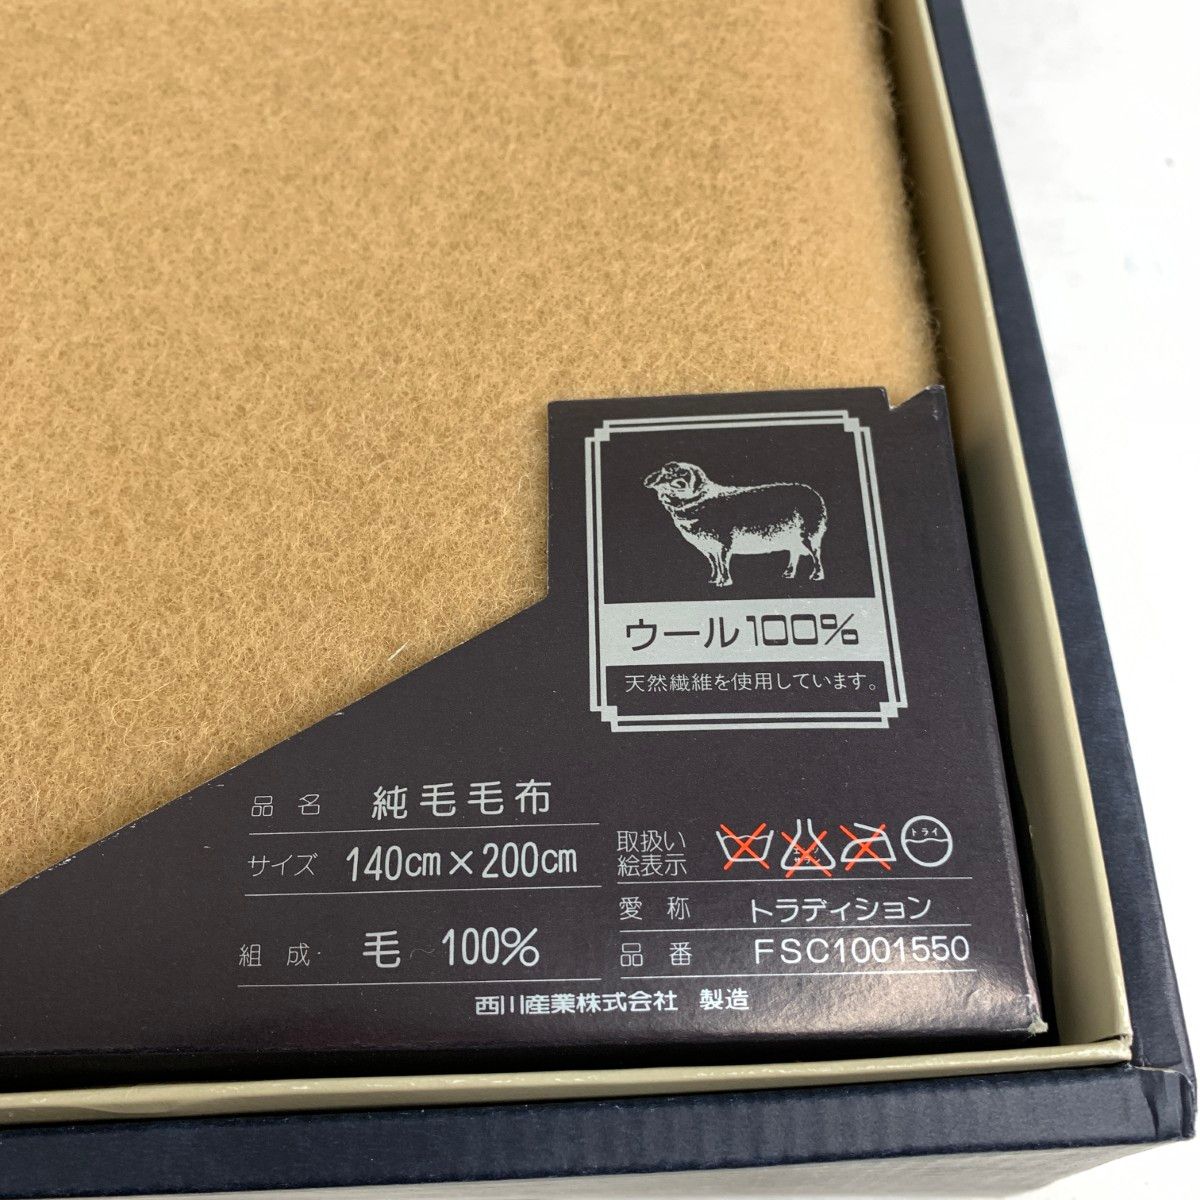 ウール100%
天然繊維を使用しています。
品名 純毛毛布
サイズ 140cm×200cm
組成 毛 100%
取扱い
絵表示
ドライ
愛称 トラディション
品番 FSC1001550
西川産業株式会社 製造